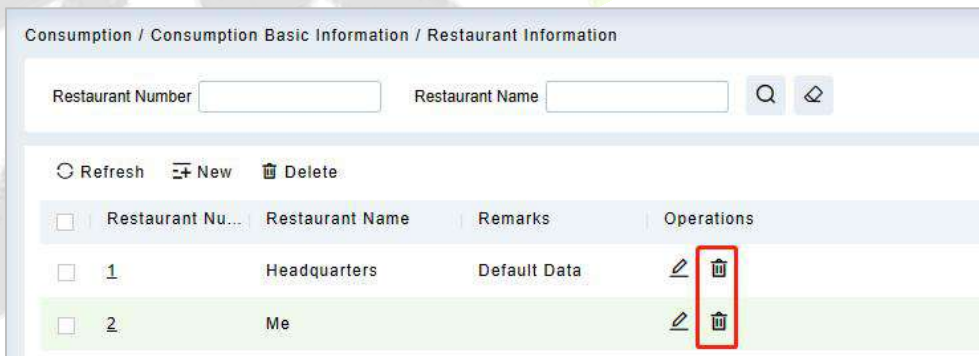 Consumption / Consumption Basic Information / Restaurant Information
Restaurant Number Restaurant Name
Refresh New Delete
Restaurant Nu... Restaurant Name Remarks Operations
1 Headquarters Default Data
2 Me